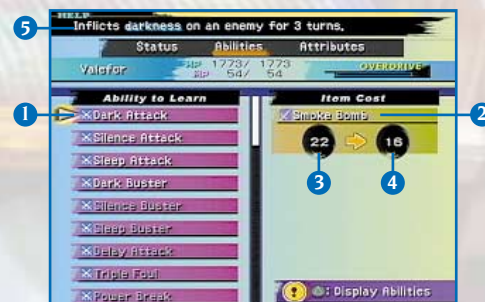 HELP
5 Inflicts darkness on an enemy for 3 turns.
Status Abilities Attributes
Valefor HP 1773/ 1773 OVERDRIVE
MP 54/ 54
Ability to Learn Item Cost
1 Dark Attack Smoke Bomb 2
Silence Attack 22 16
Sleep Attack 3 4
Dark Buster
Silence Buster
Sleep Buster
Delay Attack
Triple Foul
Power Break ! : Display Abilities